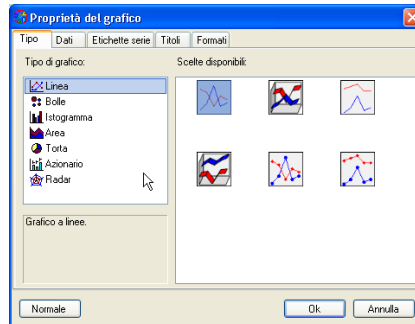 Proprietà del grafico
Tipo Dati Etichette serie Titoli Formati
Tipo di grafico: Scelte disponibili:
Linea
Bolle
Istogramma
Area
Torta
Azionario
Radar
Grafico a linee.
Normale Ok Annulla